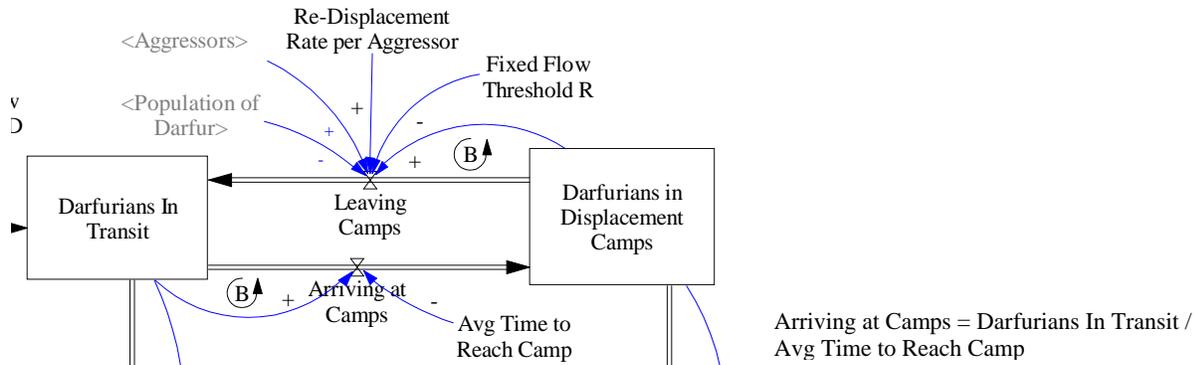 Re-Displacement
Rate per Aggressor
<Aggressors>
Fixed Flow
Threshold R
<Population of
Darfur>
+
-
+
-
+
B
Darfurians In
Transit
Leaving
Camps
Darfurians in
Displacement
Camps
B
+
Arriving at
Camps
-
Avg Time to
Reach Camp
Arriving at Camps = Darfurians In Transit /
Avg Time to Reach Camp